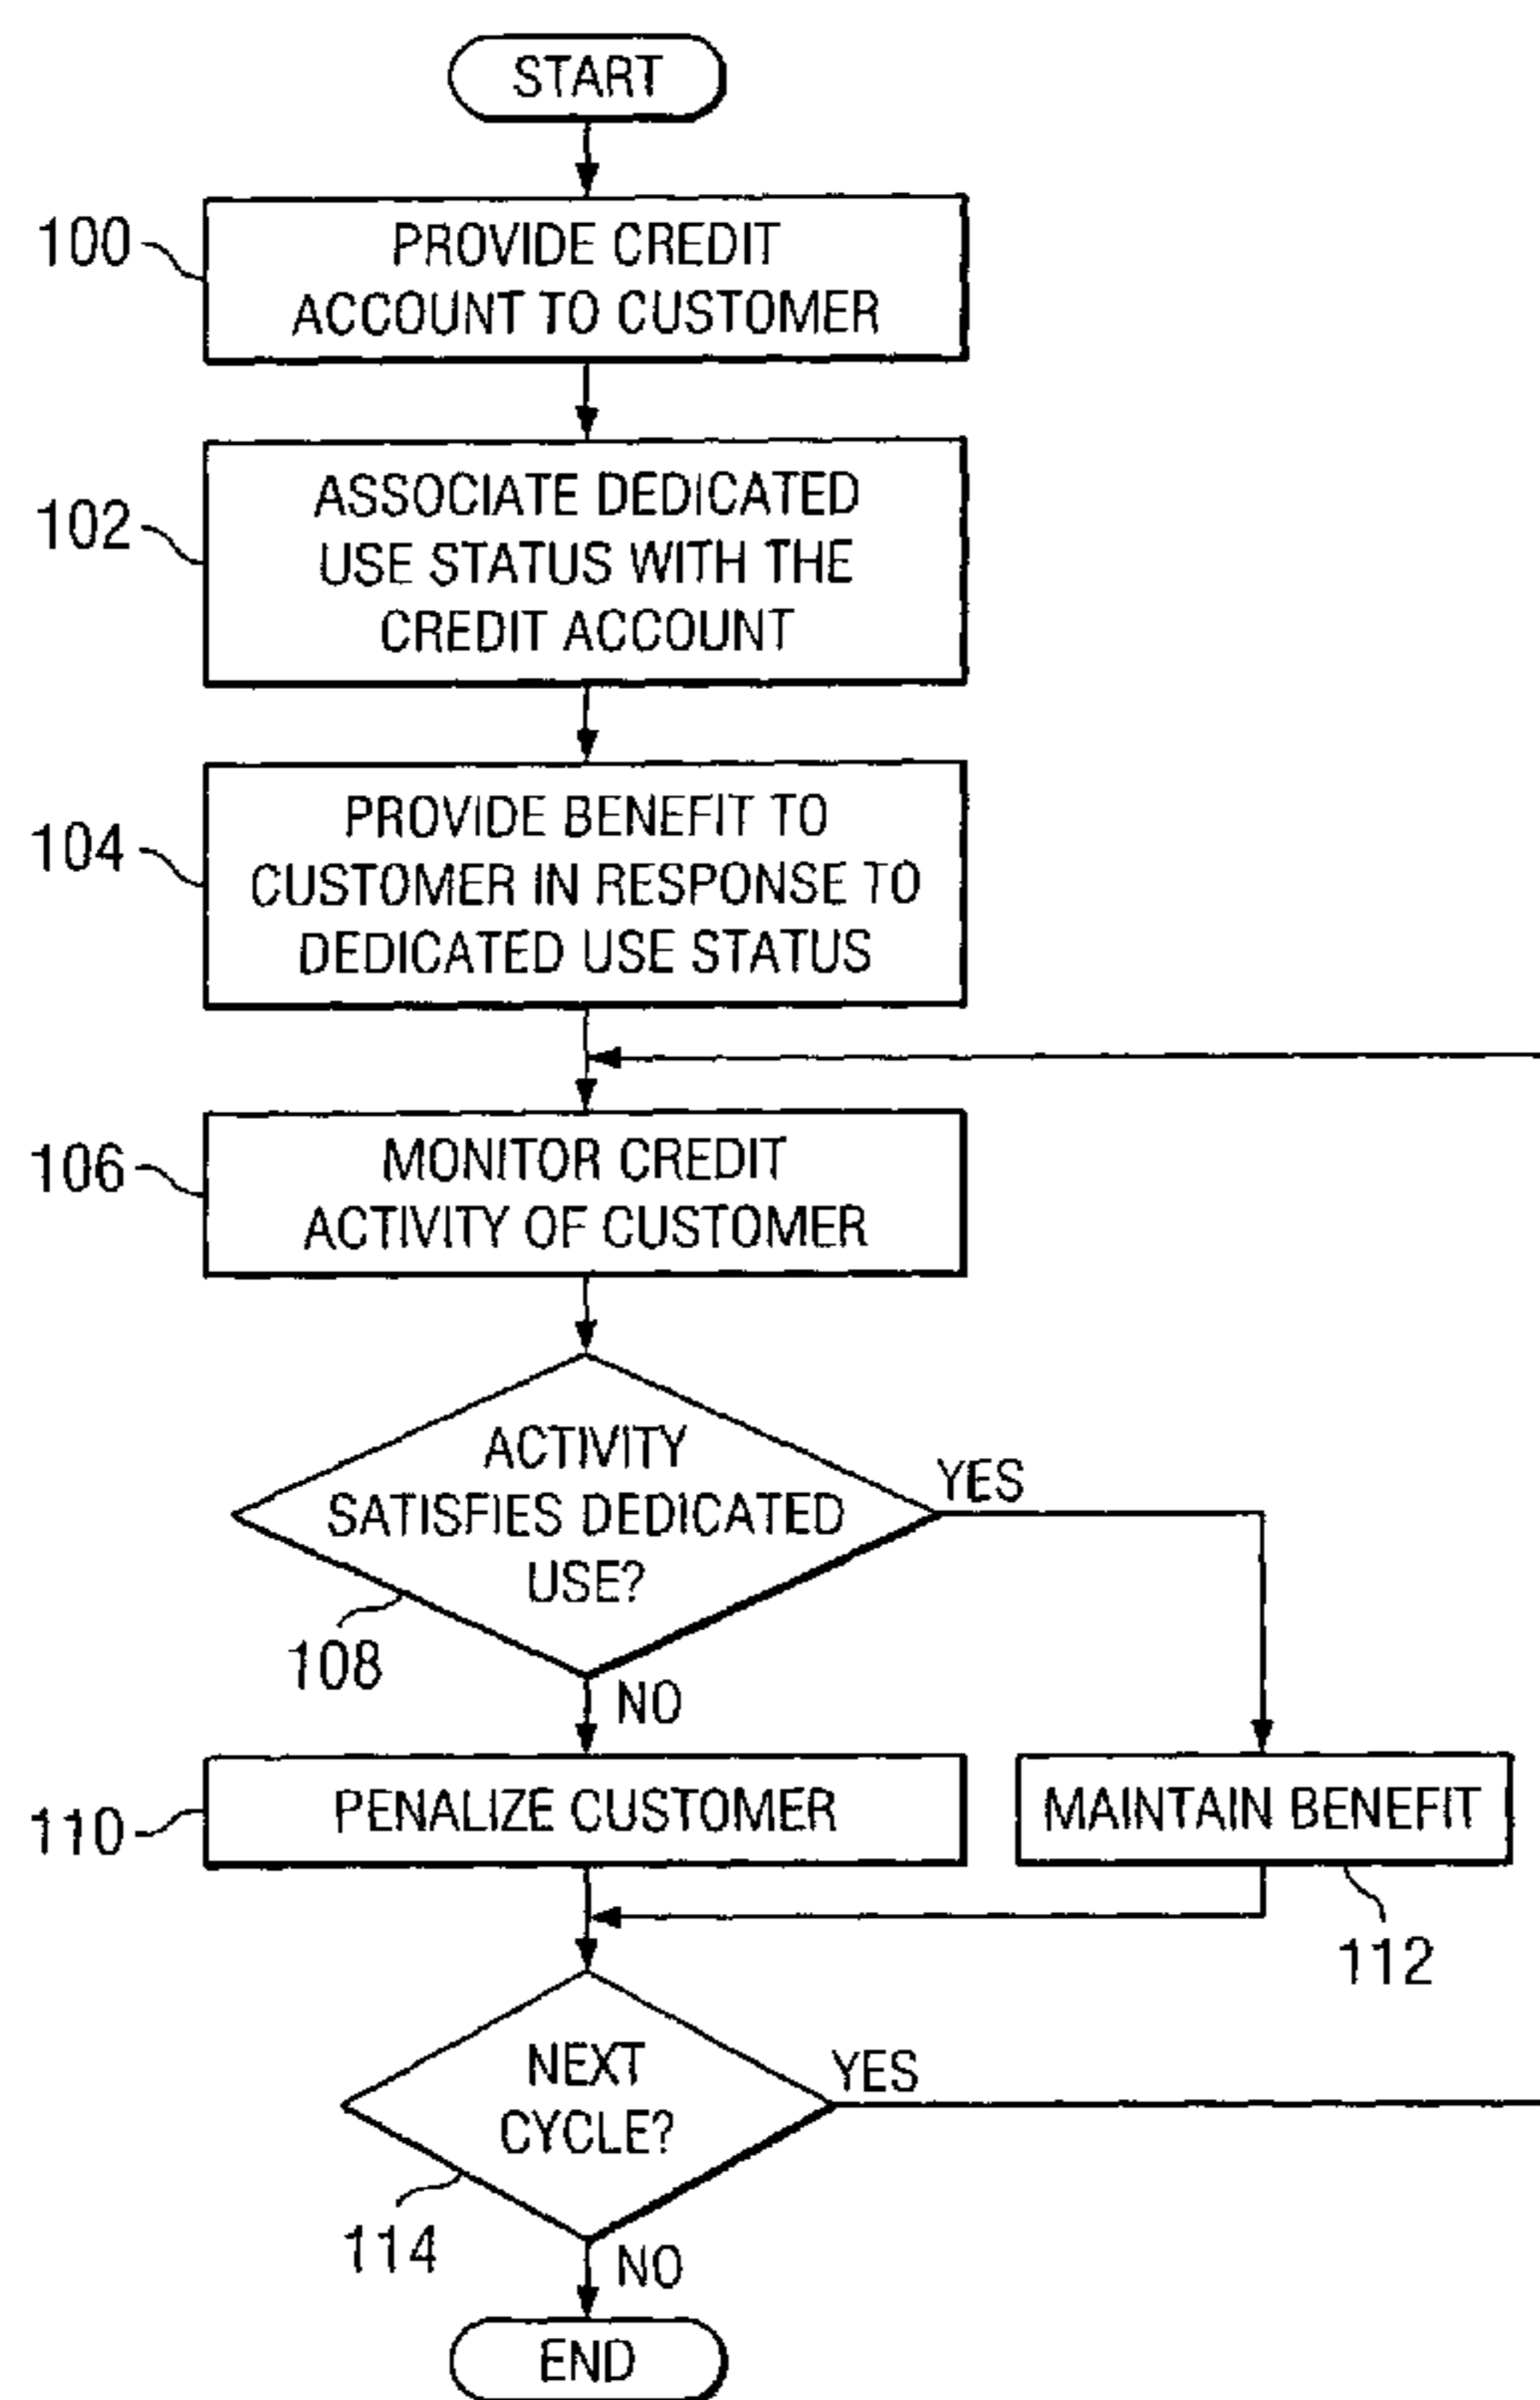 START
100
PROVIDE CREDIT
ACCOUNT TO CUSTOMER
102
ASSOCIATE DEDICATED
USE STATUS WITH THE
CREDIT ACCOUNT
104
PROVIDE BENEFIT TO
CUSTOMER IN RESPONSE TO
DEDICATED USE STATUS
106
MONITOR CREDIT
ACTIVITY OF CUSTOMER
ACTIVITY
SATISFIES DEDICATED
USE?
YES
108
NO
110
PENALIZE CUSTOMER
MAINTAIN BENEFIT
112
NEXT
CYCLE?
YES
114
NO
END